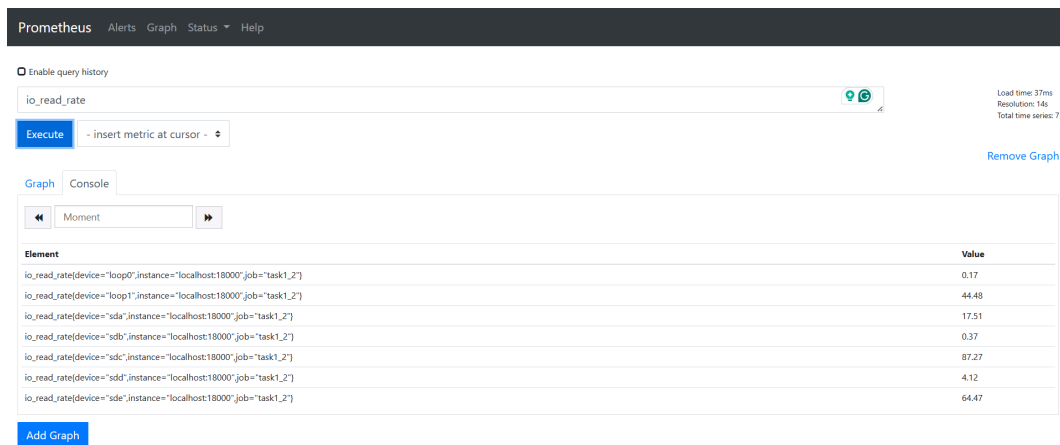 Prometheus Alerts Graph Status Help
Enable query history
io_read_rate
Load time: 37ms
Resolution: 14s
Total time series: 7
Execute - insert metric at cursor -
Remove Graph
Graph Console
Moment
Element Value
io_read_rate{device="loop0",instance="localhost:18000",job="task1_2"} 0.17
io_read_rate{device="loop1",instance="localhost:18000",job="task1_2"} 44.48
io_read_rate{device="sda",instance="localhost:18000",job="task1_2"} 17.51
io_read_rate{device="sdb",instance="localhost:18000",job="task1_2"} 0.37
io_read_rate{device="sdc",instance="localhost:18000",job="task1_2"} 87.27
io_read_rate{device="sdd",instance="localhost:18000",job="task1_2"} 4.12
io_read_rate{device="sde",instance="localhost:18000",job="task1_2"} 64.47
Add Graph